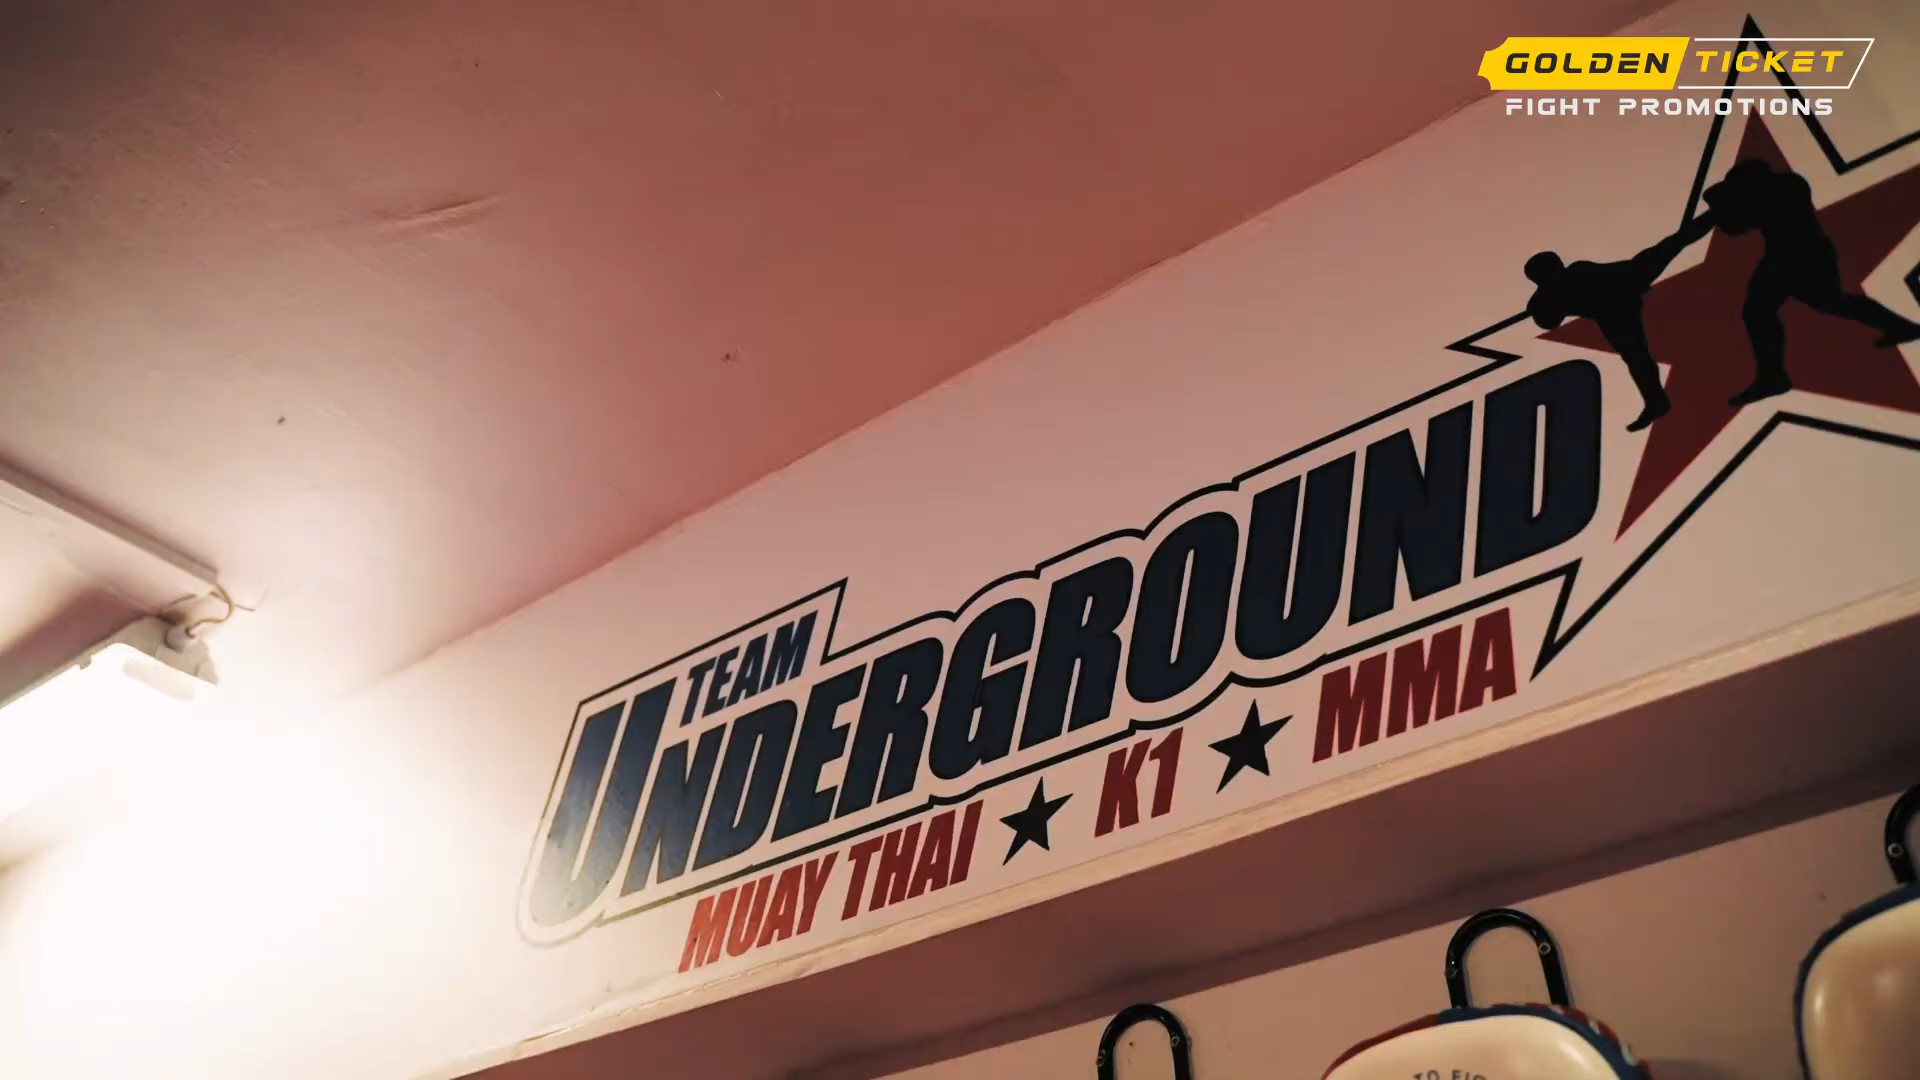 GOLDEN TICKET
FIGHT PROMOTIONS
TEAM
UNDERGROUND
MUAY THAI ★ K1 ★ MMA